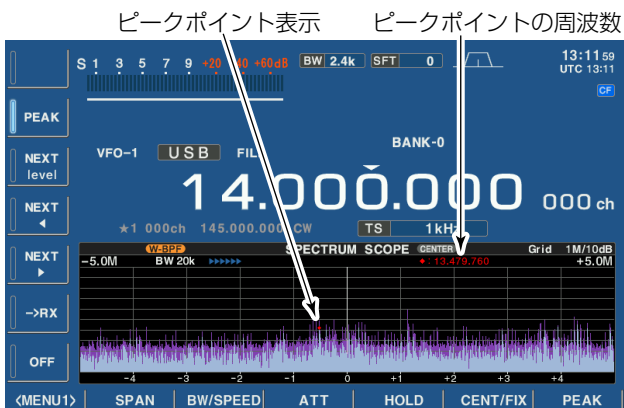 ピークポイント表示 ピークポイントの周波数
S 1 3 5 7 9 +20 +40 +60dB BW 2.4k SFT 0 13:11 59
UTC 13:11
CF
PEAK
BANK-0
VFO-1 USB FIL
NEXT level
14.000.000 000 ch
NEXT
★1 000ch 145.000.000 CW TS 1kHz
W-BPF SPECTRUM SCOPE CENTER Grid 1M/10dB
NEXT
-5.0M BW 20k ▶▶▶▶▶▶ ◆:13.479.760 +5.0M
->RX
OFF
-4 -3 -2 -1 0 +1 +2 +3 +4
<MENU1> SPAN BW/SPEED ATT HOLD CENT/FIX PEAK